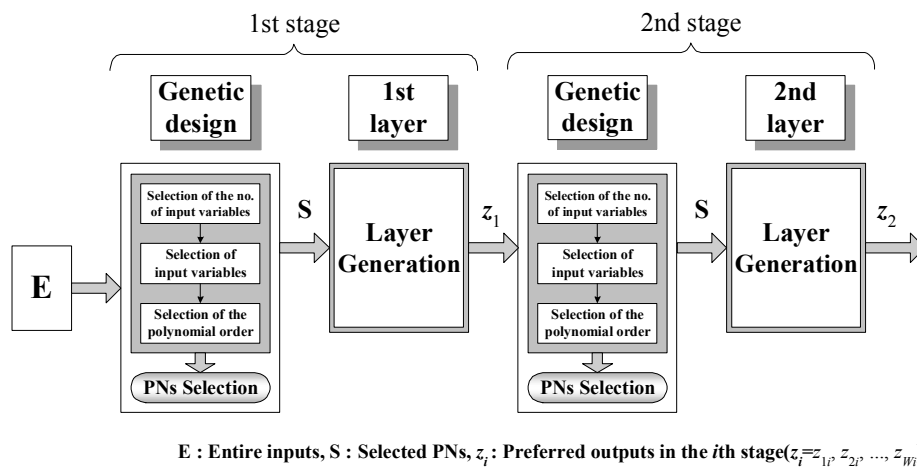 1st stage
2nd stage
Genetic
design
1st
layer
Genetic
design
2nd
layer
E
Selection of the no.
of input variables
Selection of
input variables
Selection of the
polynomial order
PNs Selection
S
Layer
Generation
z1
Selection of the no.
of input variables
Selection of
input variables
Selection of the
polynomial order
PNs Selection
S
Layer
Generation
z2
E : Entire inputs, S : Selected PNs, zi : Preferred outputs in the ith stage(zi=z1i, z2i, ..., zWi